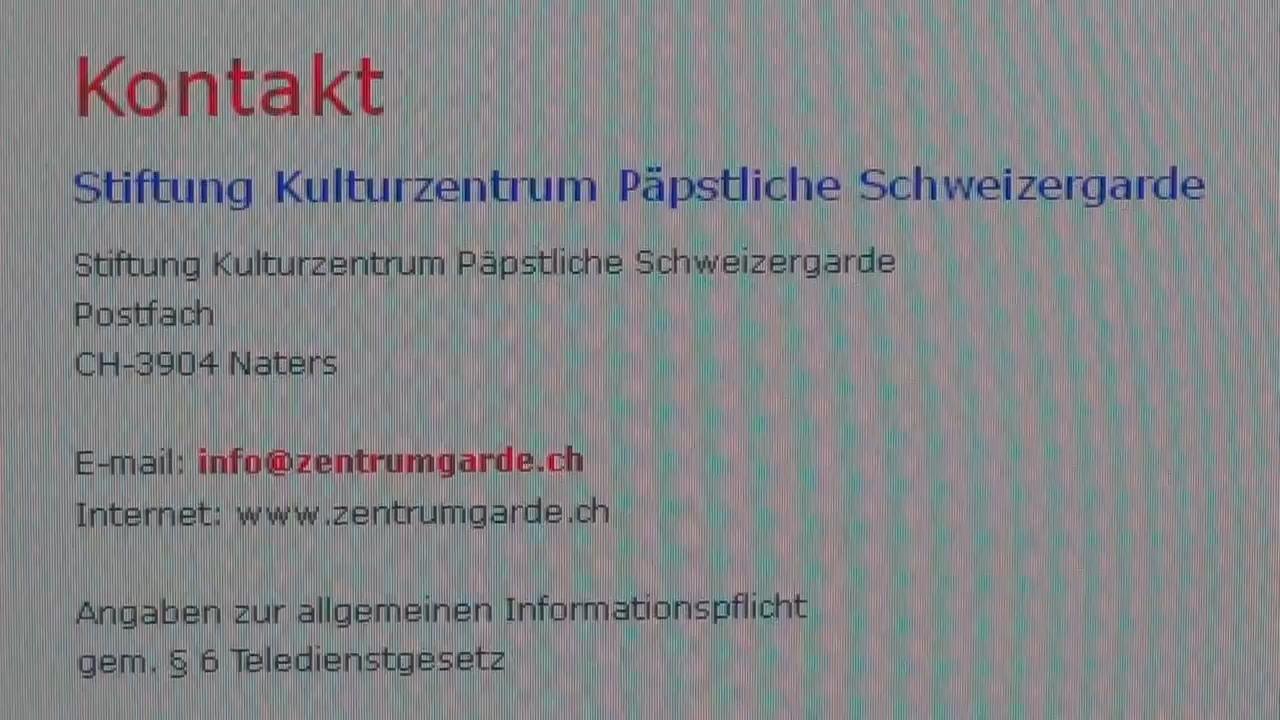 Kontakt
Stiftung Kulturzentrum Päpstliche Schweizergarde
Stiftung Kulturzentrum Päpstliche Schweizergarde
Postfach
CH-3904 Naters
E-mail: info@zentrumgarde.ch
Internet: www.zentrumgarde.ch
Angaben zur allgemeinen Informationspflicht
gem. § 6 Teledienstgesetz